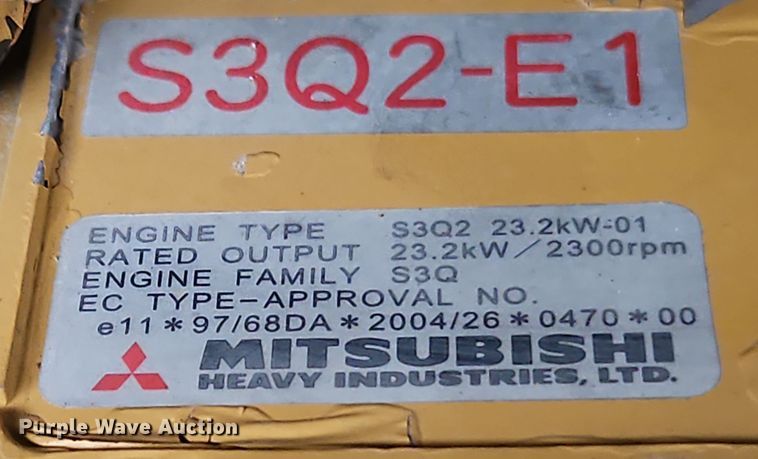 S3Q2-E1
ENGINE TYPE S3Q2 23.2kW-01
RATED OUTPUT 23.2kW/2300rpm
ENGINE FAMILY S3Q
EC TYPE-APPROVAL NO.
e11*97/68DA*2004/26*0470*00
MITSUBISHI
HEAVY INDUSTRIES, LTD.
Purple Wave Auction